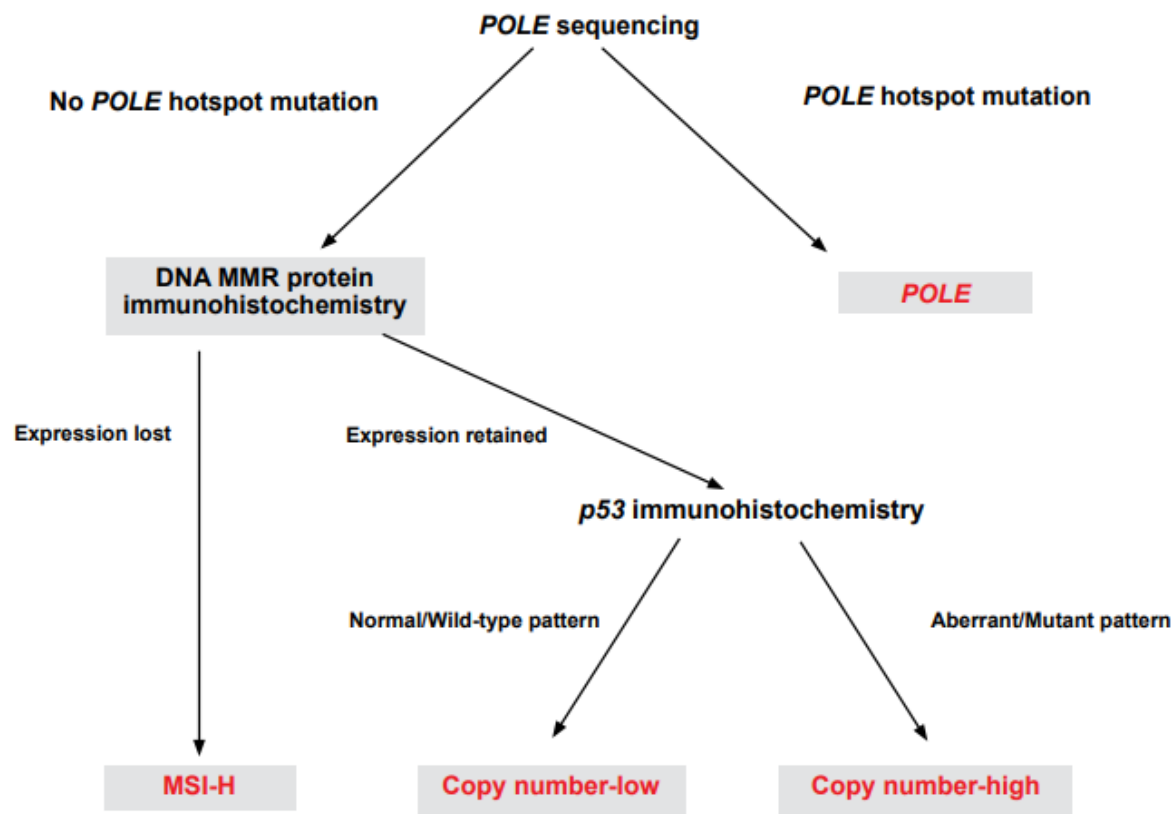 POLE sequencing
No POLE hotspot mutation
POLE hotspot mutation
DNA MMR protein
immunohistochemistry
POLE
Expression lost
Expression retained
p53 immunohistochemistry
Normal/Wild-type pattern
Aberrant/Mutant pattern
MSI-H
Copy number-low
Copy number-high